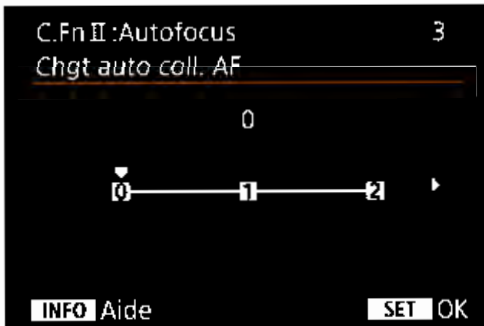 C.Fn II :Autofocus 3
Chgt auto coll. AF
0
0 1 2
INFO Aide SET OK